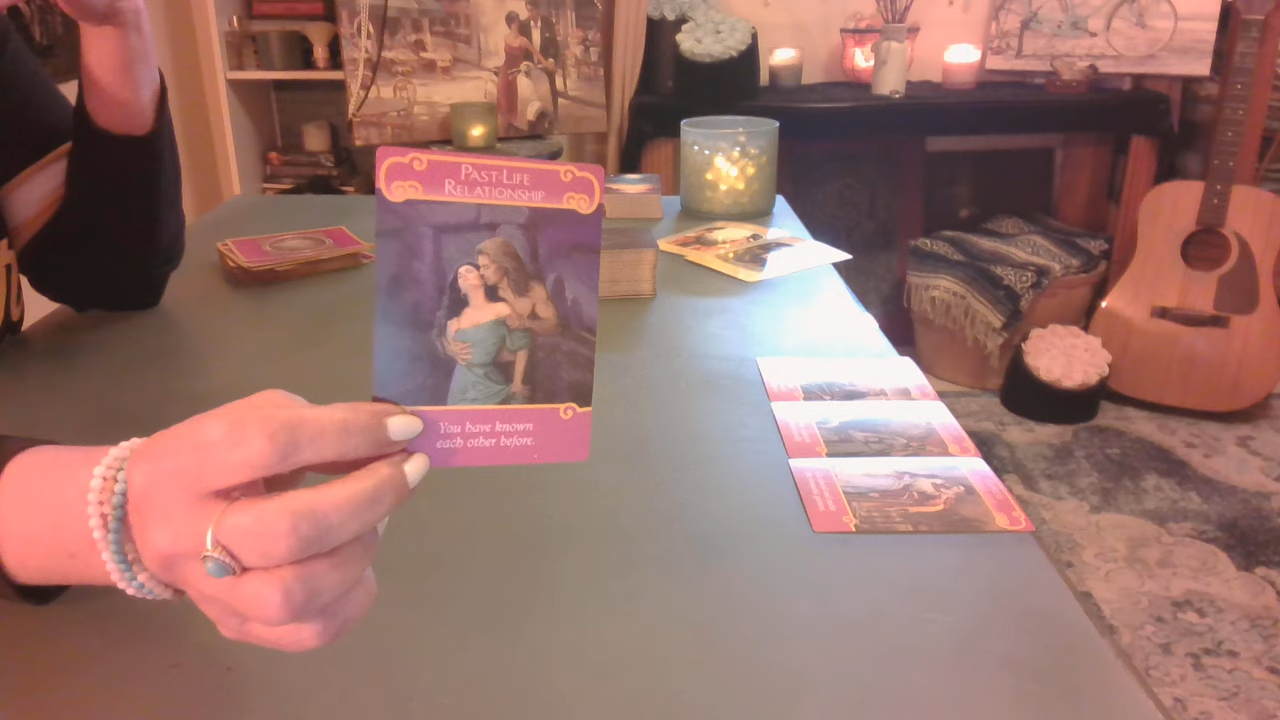 PAST-LIFE
RELATIONSHIP
You have known
each other before.